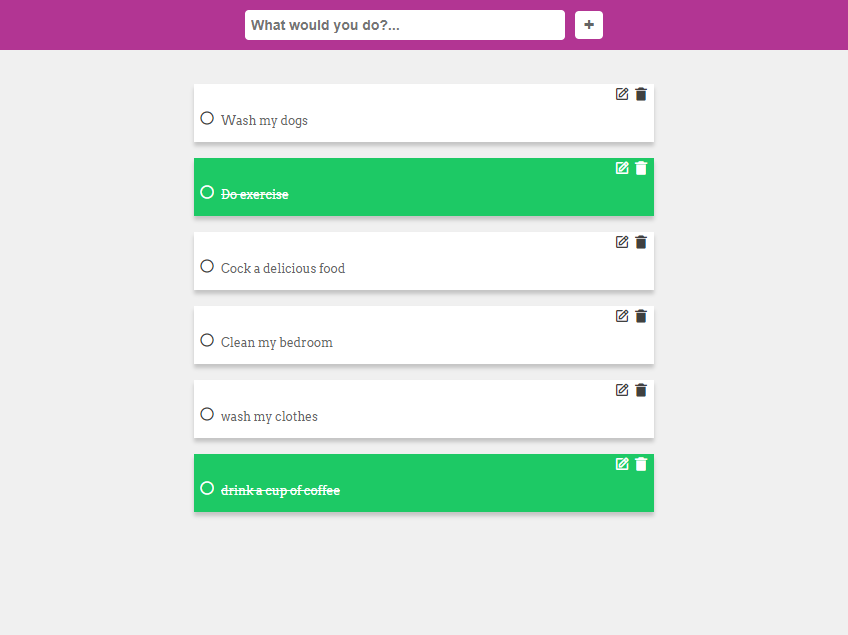 What would you do?...
+
Wash my dogs
Do exercise
Cock a delicious food
Clean my bedroom
wash my clothes
drink a cup of coffee